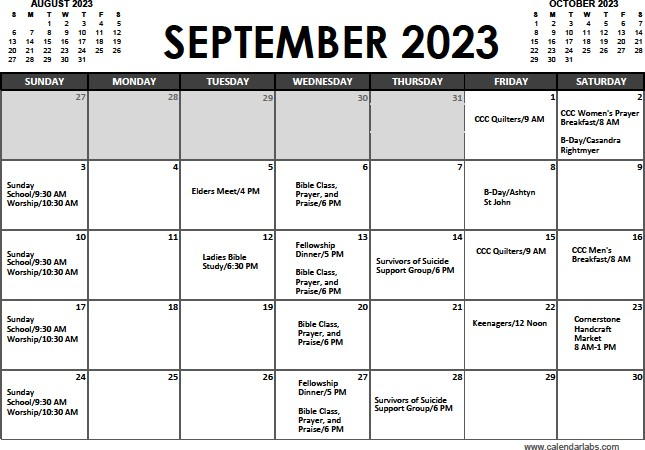 AUGUST 2023
S M T W T F S
1 2 3 4 5
6 7 8 9 10 11 12
13 14 15 16 17 18 19
20 21 22 23 24 25 26
27 28 29 30 31
SEPTEMBER 2023
OCTOBER 2023
S M T W T F S
1 2 3 4 5 6 7
8 9 10 11 12 13 14
15 16 17 18 19 20 21
22 23 24 25 26 27 28
29 30 31
SUNDAY MONDAY TUESDAY WEDNESDAY THURSDAY FRIDAY SATURDAY
27 28 29 30 31 1 2
CCC Quilters/9 AM
CCC Women's Prayer
Breakfast/8 AM
B-Day/Casandra
Rightmyer
3 4 5 6 7 8 9
Sunday
School/9:30 AM
Worship/10:30 AM
Elders Meet/4 PM
Bible Class,
Prayer, and
Praise/6 PM
B-Day/Ashtyn
St John
10 11 12 13 14 15 16
Sunday
School/9:30 AM
Worship/10:30 AM
Ladies Bible
Study/6:30 PM
Fellowship
Dinner/5 PM
Bible Class,
Prayer, and
Praise/6 PM
Survivors of Suicide
Support Group/6 PM
CCC Quilters/9 AM
CCC Men's
Breakfast/8 AM
17 18 19 20 21 22 23
Sunday
School/9:30 AM
Worship/10:30 AM
Bible Class,
Prayer, and
Praise/6 PM
Keenagers/12 Noon
Cornerstone
Handcraft
Market
8 AM-1 PM
24 25 26 27 28 29 30
Sunday
School/9:30 AM
Worship/10:30 AM
Fellowship
Dinner/5 PM
Bible Class,
Prayer, and
Praise/6 PM
Survivors of Suicide
Support Group/6 PM
www.calendarlabs.com